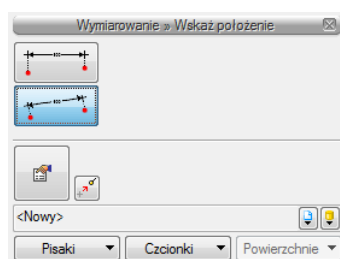 Wymiarowanie » Wskaż położenie
<Nowy>
Pisaki
Czcionki
Powierzchnie